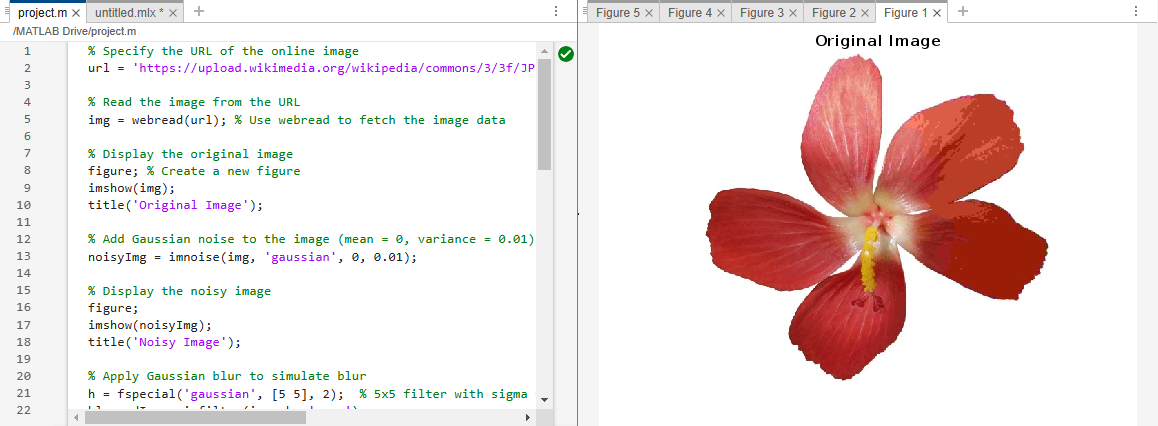 project.m × untitled.mlx * × +
/MATLAB Drive/project.m
1 % Specify the URL of the online image
2 url = 'https://upload.wikimedia.org/wikipedia/commons/3/3f/JP
3
4 % Read the image from the URL
5 img = webread(url); % Use webread to fetch the image data
6
7 % Display the original image
8 figure; % Create a new figure
9 imshow(img);
10 title('Original Image');
11
12 % Add Gaussian noise to the image (mean = 0, variance = 0.01)
13 noisyImg = imnoise(img, 'gaussian', 0, 0.01);
14
15 % Display the noisy image
16 figure;
17 imshow(noisyImg);
18 title('Noisy Image');
19
20 % Apply Gaussian blur to simulate blur
21 h = fspecial('gaussian', [5 5], 2); % 5x5 filter with sigma
22
Figure 5 × Figure 4 × Figure 3 × Figure 2 × Figure 1 × +
Original Image